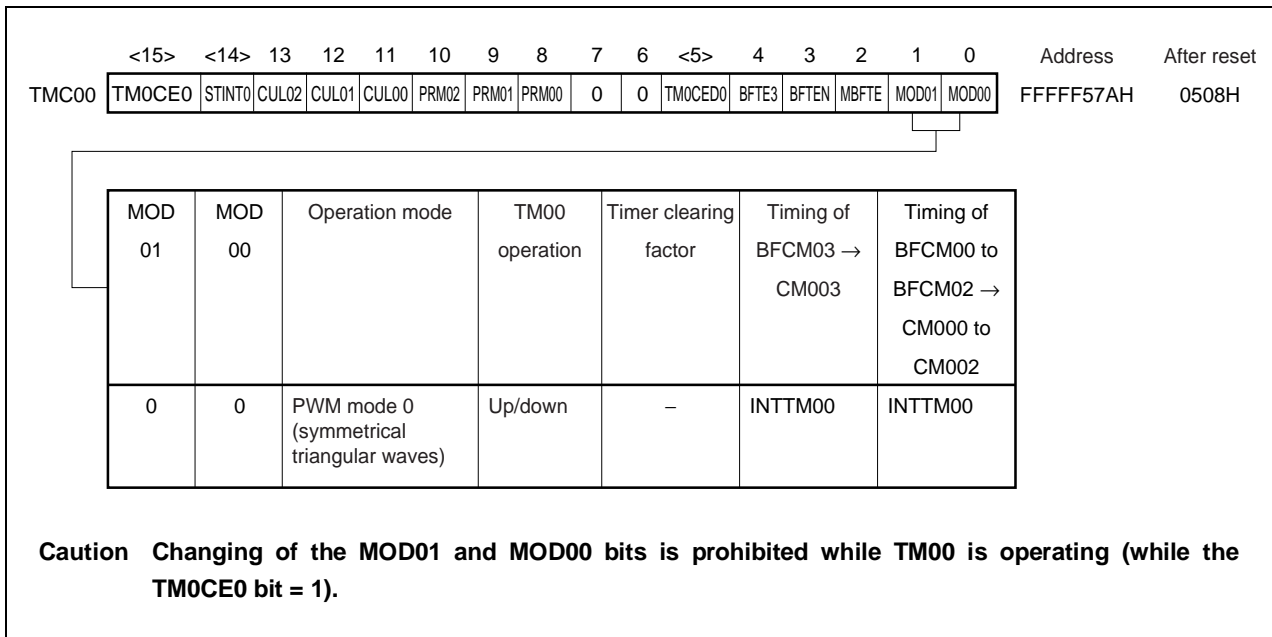 <15> <14> 13 12 11 10 9 8 7 6 <5> 4 3 2 1 0 Address After reset
TMC00 TM0CE0 STINT0 CUL02 CUL01 CUL00 PRM02 PRM01 PRM00 0 0 TM0CED0 BFTE3 BFTEN MBFTE MOD01 MOD00 FFFFF57AH 0508H
MOD MOD Operation mode TM00 Timer clearing Timing of Timing of
01 00 operation factor BFCM03 → BFCM00 to
CM003 BFCM02 →
CM000 to
CM002
0 0 PWM mode 0 Up/down – INTTM00 INTTM00
(symmetrical
triangular waves)
Caution Changing of the MOD01 and MOD00 bits is prohibited while TM00 is operating (while the
TM0CE0 bit = 1).